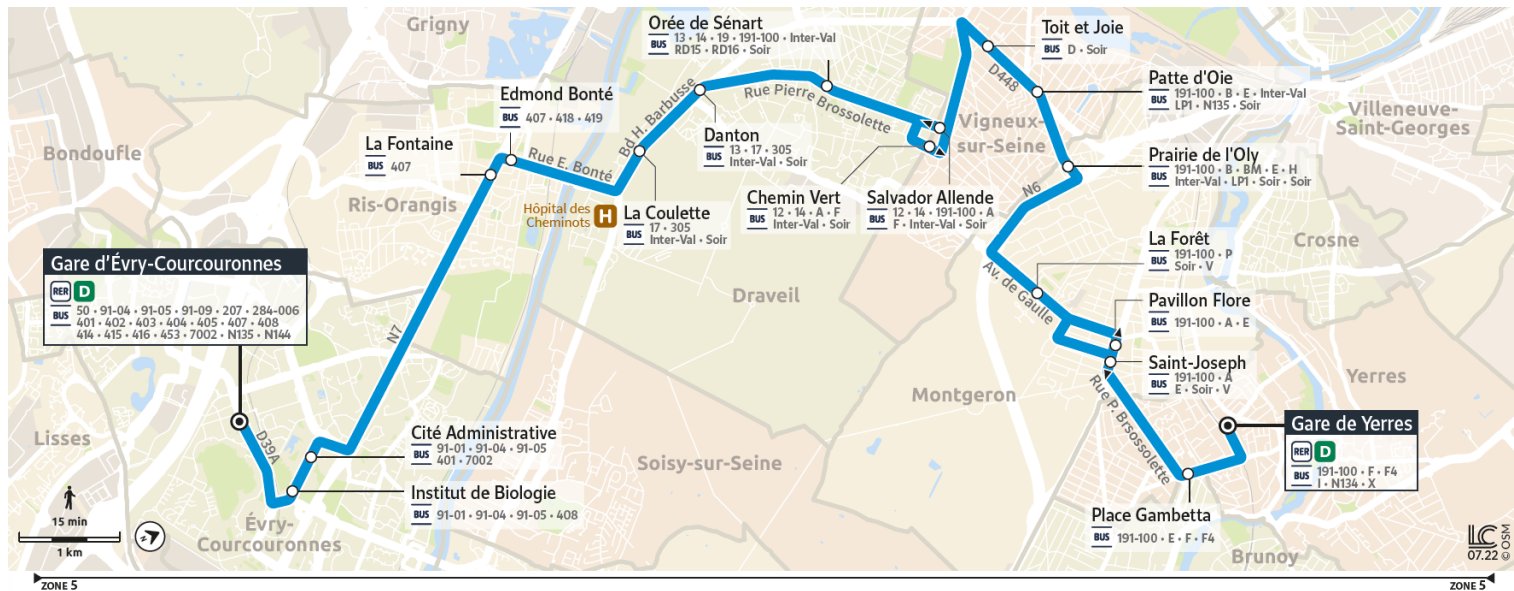 Grigny
Orée de Sénart
BUS 13 • 14 • 19 • 191-100 • Inter-Val
RD15 • RD16 • Soir
Toit et Joie
BUS D • Soir
D448
Patte d'Oie
BUS 191-100 • B • E • Inter-Val
LP1 • N135 • Soir
Villeneuve-
Saint-Georges
Edmond Bonté
BUS 407 • 418 • 419
Bd H. Barbusse
Rue Pierre Brossolette
Vigneux-
sur-Seine
Bondoufle
La Fontaine
BUS 407
Rue E. Bonté
Danton
BUS 13 • 17 • 305
Inter-Val • Soir
Prairie de l'Oly
BUS 191-100 • B • BM • E • H
Inter-Val • LP1 • Soir • Soir
Ris-Orangis
Hôpital des
Cheminots
H
La Coulette
BUS 17 • 305
Inter-Val • Soir
Chemin Vert
BUS 12 • 14 • A • F
Inter-Val • Soir
Salvador Allende
BUS 12 • 14 • 191-100 • A
F • Inter-Val • Soir
N6
La Forêt
BUS 191-100 • P
Soir • V
Crosne
Gare d'Évry-Courcouronnes
RER D
BUS 50 • 91-04 • 91-05 • 91-09 • 207 • 284-006
401 • 402 • 403 • 404 • 405 • 407 • 408
414 • 415 • 416 • 453 • 7002 • N135 • N144
N7
Draveil
Av. de Gaulle
Pavillon Flore
BUS 191-100 • A • E
Saint-Joseph
BUS 191-100 • A
E • Soir • V
Yerres
Montgeron
Rue P. Brsossolette
Lisses
D39A
Cité Administrative
BUS 91-01 • 91-04 • 91-05
401 • 7002
Soisy-sur-Seine
Gare de Yerres
RER D
BUS 191-100 • F • F4
I • N134 • X
Institut de Biologie
BUS 91-01 • 91-04 • 91-05 • 408
Place Gambetta
BUS 191-100 • E • F • F4
Évry-
Courcouronnes
Brunoy
15 min
1 km
LC
07.22
© OSM
ZONE 5
ZONE 5